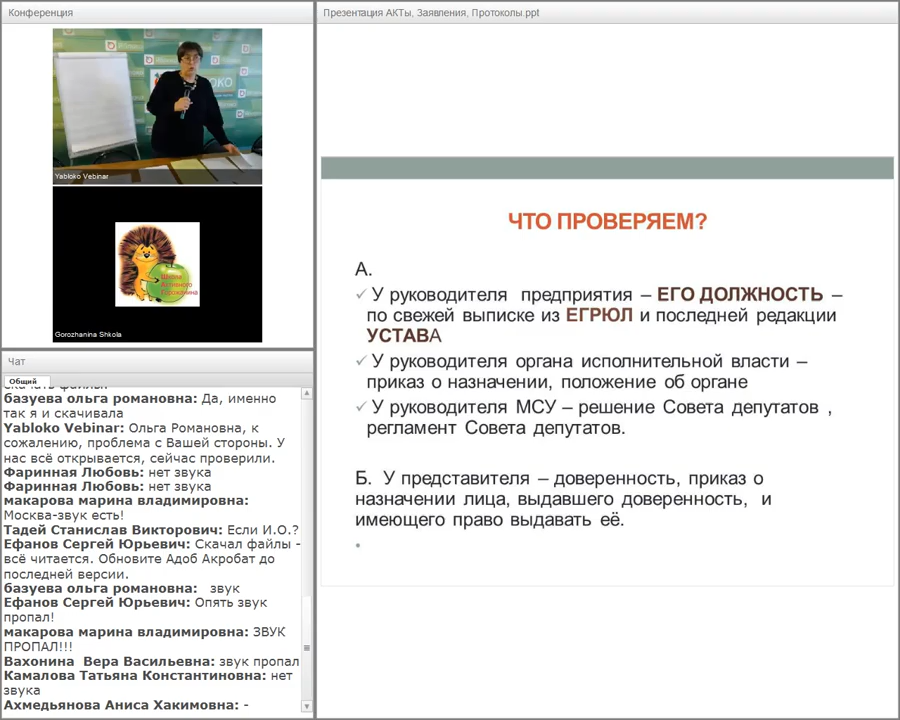 Конференция
ЛОКО
Yabloko Vebinar
Школа
Активного
Горожанина
Gorozhanina Shkola
Чат
Общий
скачать файлы!
базуева ольга романовна: Да, именно
так я и скачивала
Yabloko Vebinar: Ольга Романовна, к
сожалению, проблема с Вашей стороны. У
нас всё открывается, сейчас проверили.
Фаринная Любовь: нет звука
Фаринная Любовь: нет звука
макарова марина владимировна:
Москва-звук есть!
Тадей Станислав Викторович: Если И.О.?
Ефанов Сергей Юрьевич: Скачал файлы -
всё читается. Обновите Адоб Акробат до
последней версии.
базуева ольга романовна: звук
Ефанов Сергей Юрьевич: Опять звук
пропал!
макарова марина владимировна: ЗВУК
ПРОПАЛ!!!
Вахонина Вера Васильевна: звук пропал
Камалова Татьяна Константиновна: нет
звука
Ахмедьянова Аниса Хакимовна: -
Презентация АКТы, Заявления, Протоколы.ppt
ЧТО ПРОВЕРЯЕМ?
А.
У руководителя предприятия – ЕГО ДОЛЖНОСТЬ –
по свежей выписке из ЕГРЮЛ и последней редакции
УСТАВА
У руководителя органа исполнительной власти –
приказ о назначении, положение об органе
У руководителя МСУ – решение Совета депутатов ,
регламент Совета депутатов.
Б. У представителя – доверенность, приказ о
назначении лица, выдавшего доверенность, и
имеющего право выдавать её.